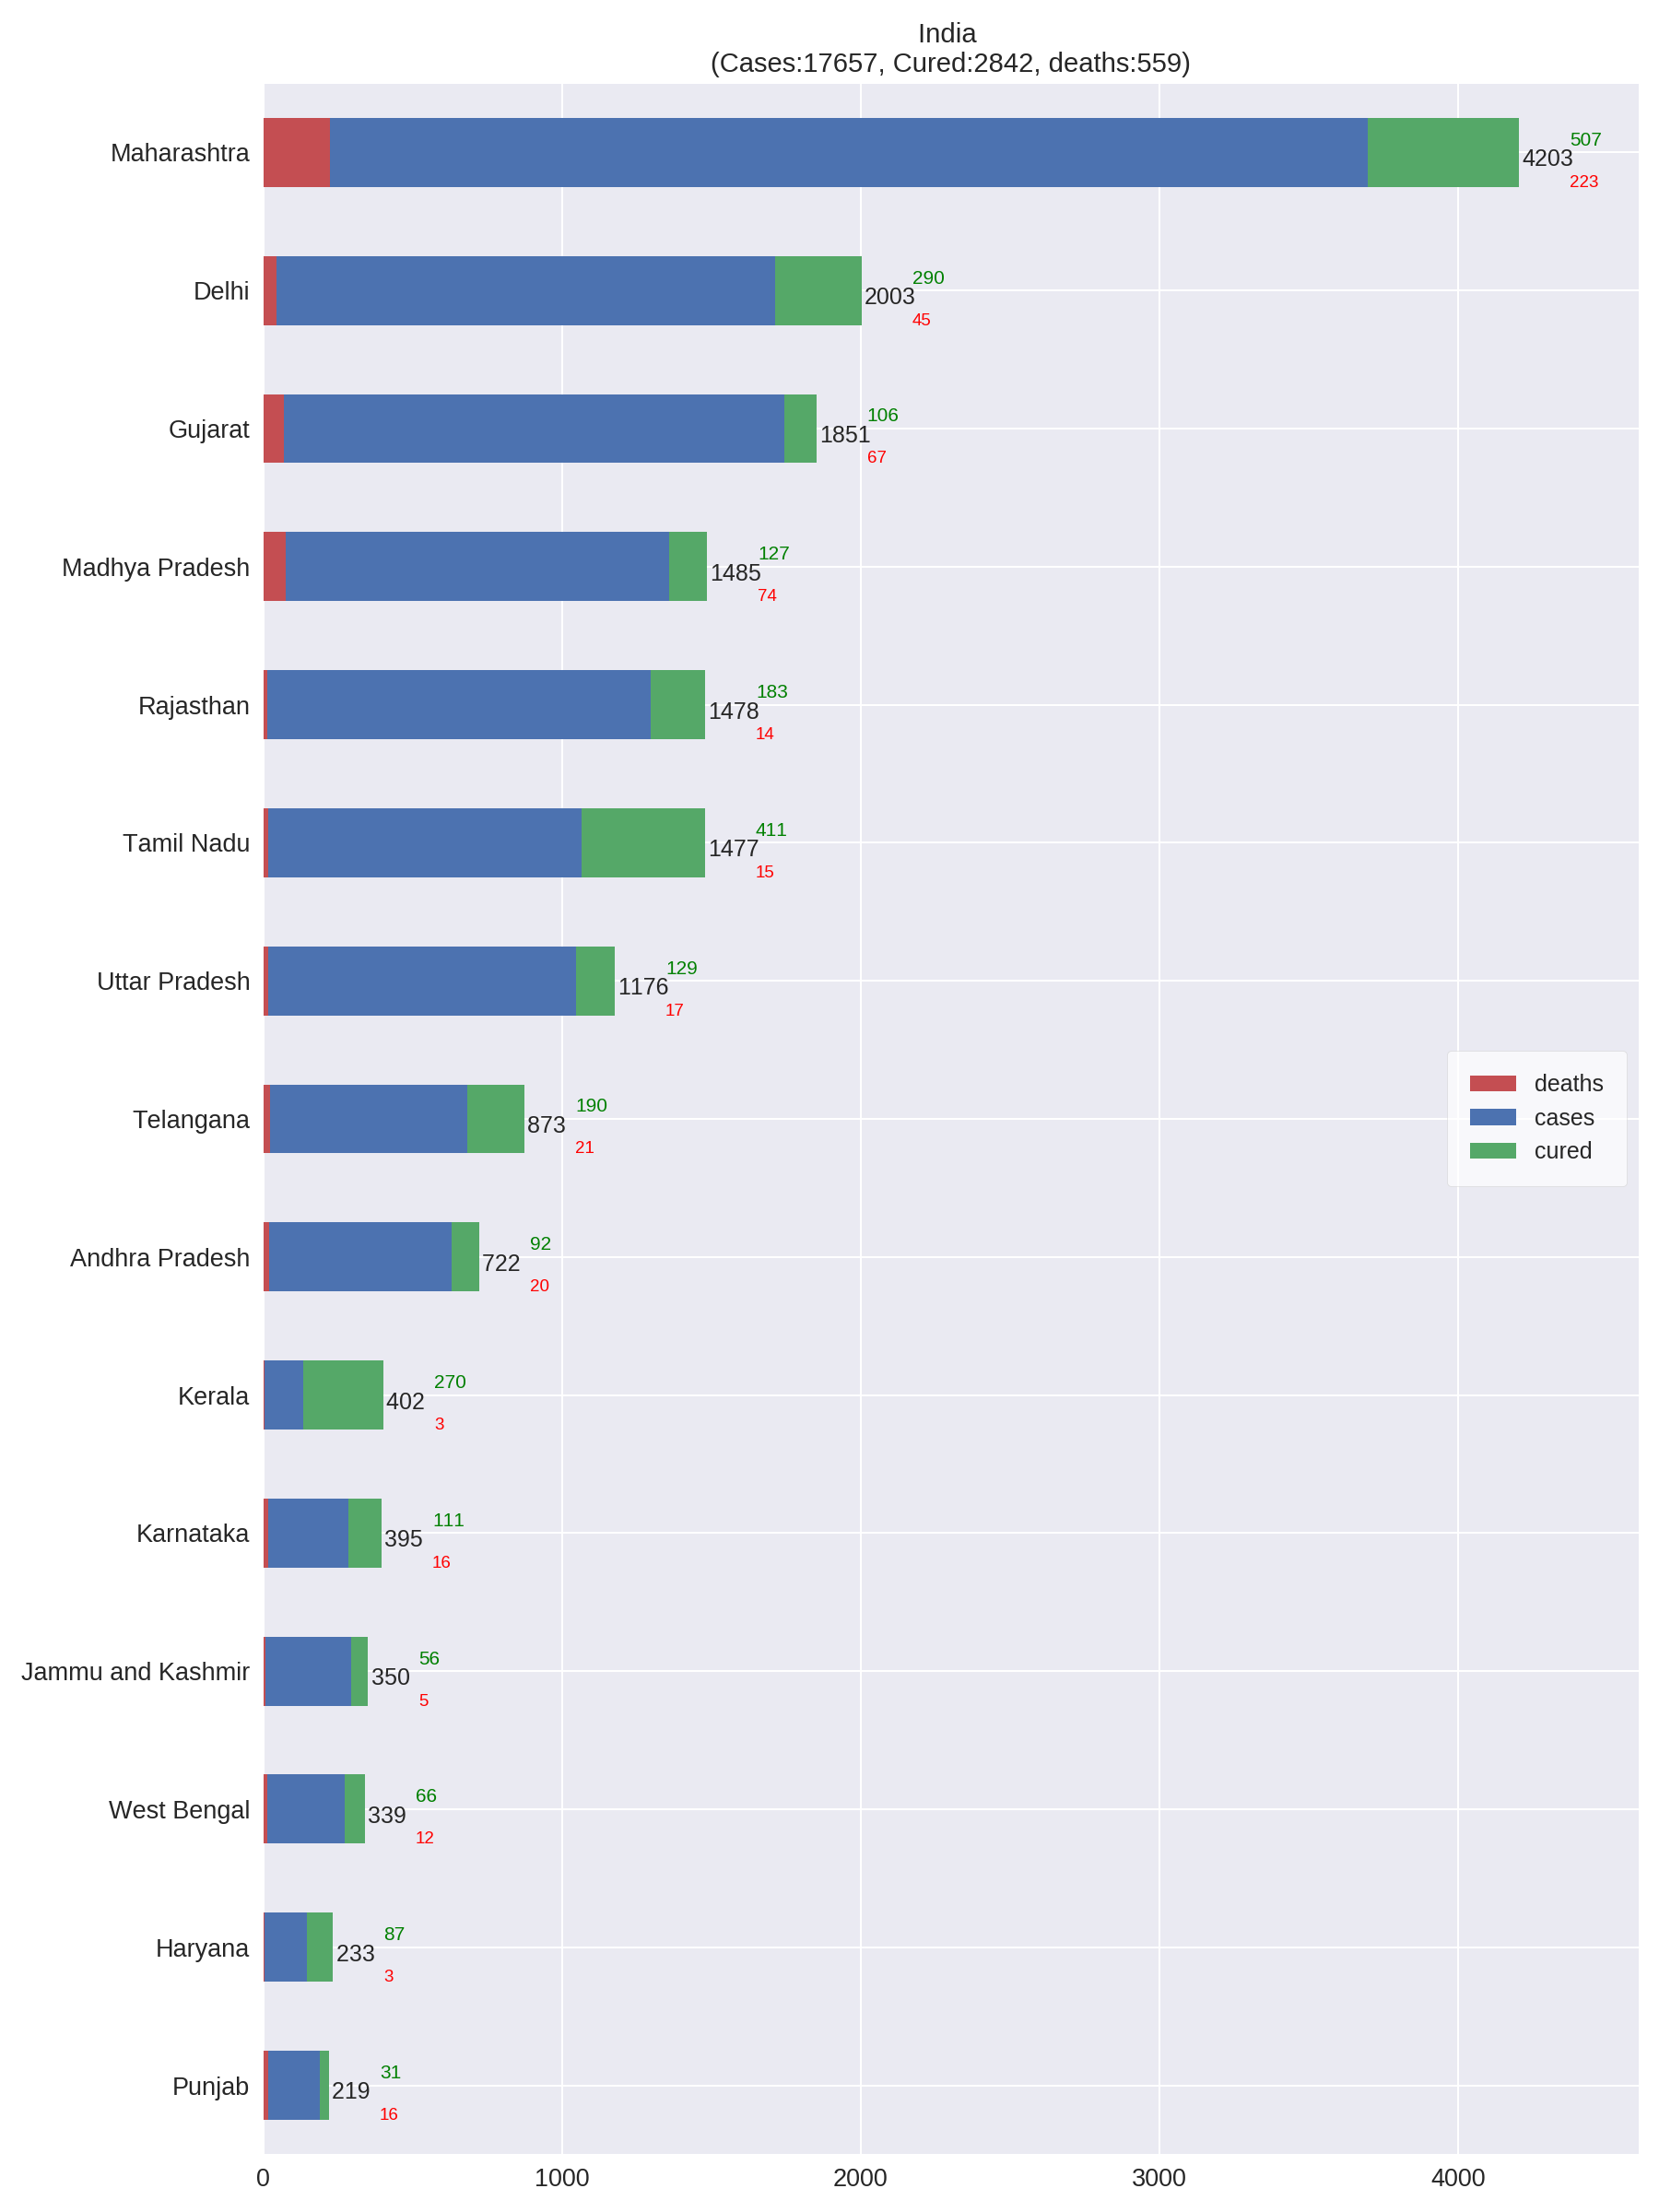 India
(Cases:17657, Cured:2842, deaths:559)
Maharashtra
507
4203
223
Delhi
290
2003
45
Gujarat
106
1851
67
Madhya Pradesh
127
1485
74
Rajasthan
183
1478
14
Tamil Nadu
411
1477
15
Uttar Pradesh
129
1176
17
deaths
cases
cured
Telangana
190
873
21
Andhra Pradesh
92
722
20
Kerala
270
402
3
Karnataka
111
395
16
Jammu and Kashmir
56
350
5
West Bengal
66
339
12
Haryana
87
233
3
Punjab
31
219
16
0 1000 2000 3000 4000